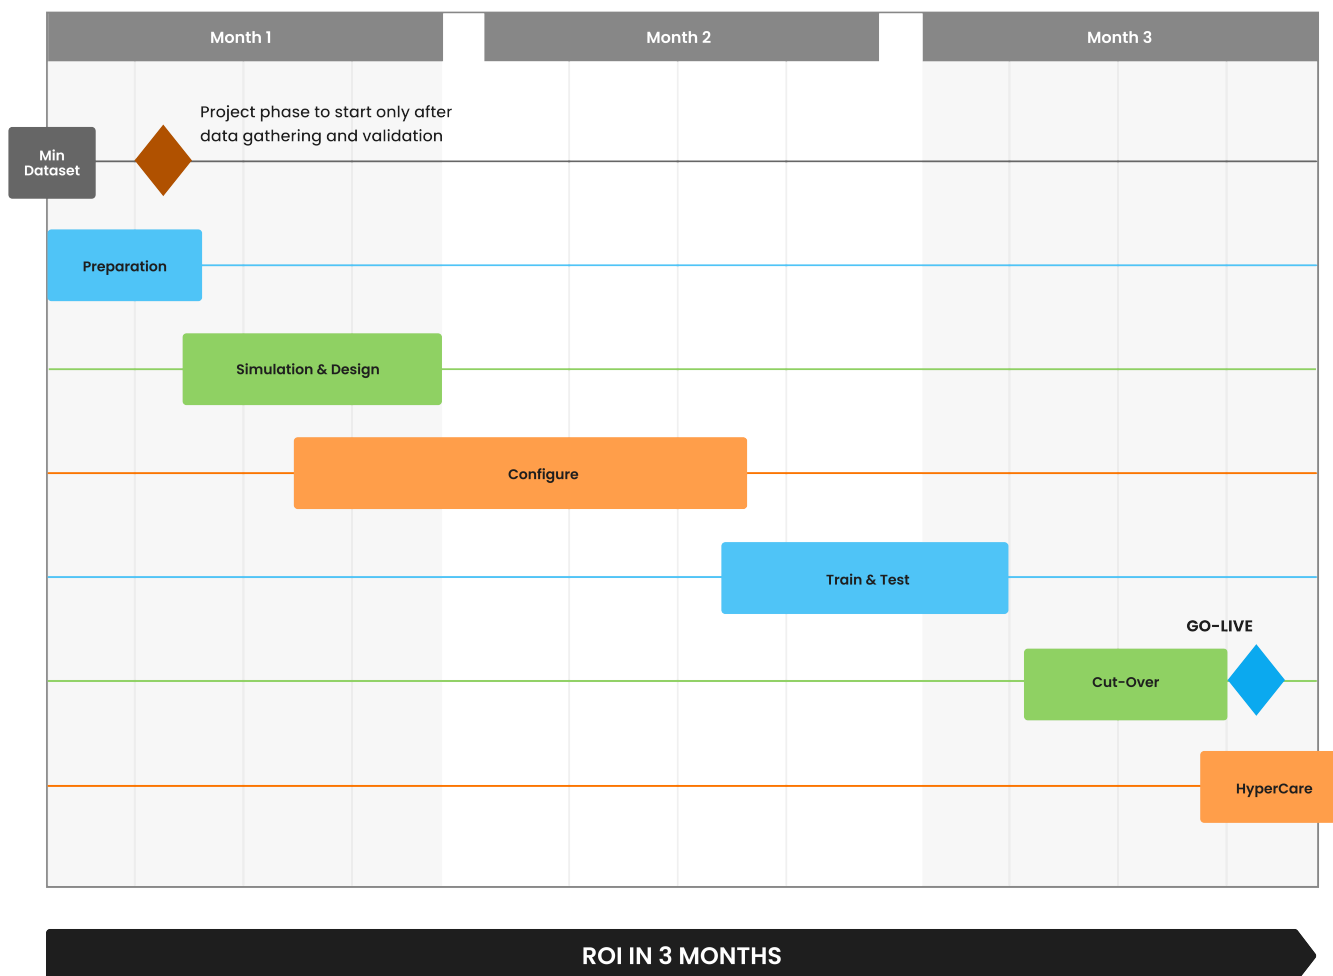 Month 1
Month 2
Month 3
Project phase to start only after
data gathering and validation
Min
Dataset
Preparation
Simulation & Design
Configure
Train & Test
GO-LIVE
Cut-Over
HyperCare
ROI IN 3 MONTHS